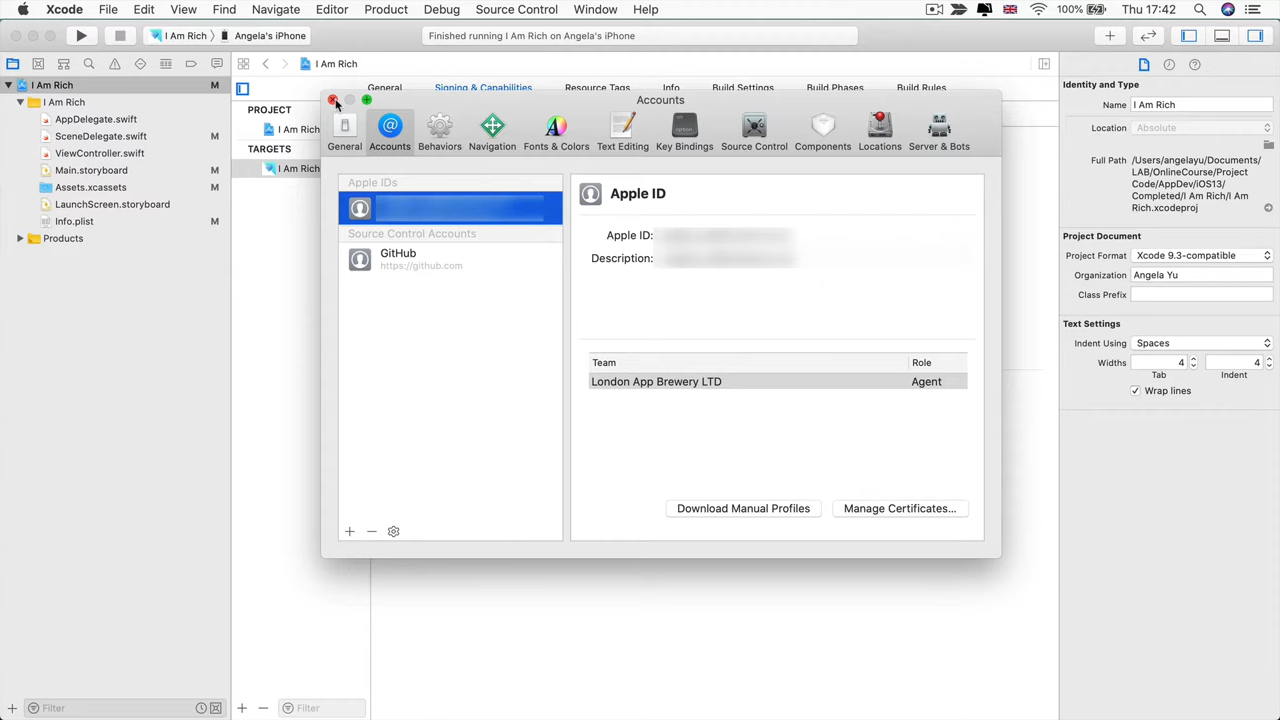 Xcode File Edit View Find Navigate Editor Product Debug Source Control Window Help 100% Thu 17:42
I Am Rich Angela's iPhone Finished running I Am Rich on Angela's iPhone
I Am Rich M
I Am Rich
AppDelegate.swift
SceneDelegate.swift M
ViewController.swift M
Main.storyboard M
Assets.xcassets M
LaunchScreen.storyboard
Info.plist M
Products
Filter
I Am Rich
General Signing & Capabilities Resource Tags Info Build Settings Build Phases Build Rules
PROJECT
I Am Rich
TARGETS
I Am Rich
Filter
Accounts
General Accounts Behaviors Navigation Fonts & Colors Text Editing Key Bindings Source Control Components Locations Server & Bots
option
Apple IDs
Source Control Accounts
GitHub
https://github.com
Apple ID
Apple ID:
Description:
Team Role
London App Brewery LTD Agent
Download Manual Profiles Manage Certificates...
Identity and Type
Name I Am Rich
Location Absolute
Full Path /Users/angelayu/Documents/
LAB/OnlineCourse/Project
Code/AppDev/iOS13/
Completed/I Am Rich/I Am
Rich.xcodeproj
Project Document
Project Format Xcode 9.3-compatible
Organization Angela Yu
Class Prefix
Text Settings
Indent Using Spaces
Widths 4 4
Tab Indent
Wrap lines